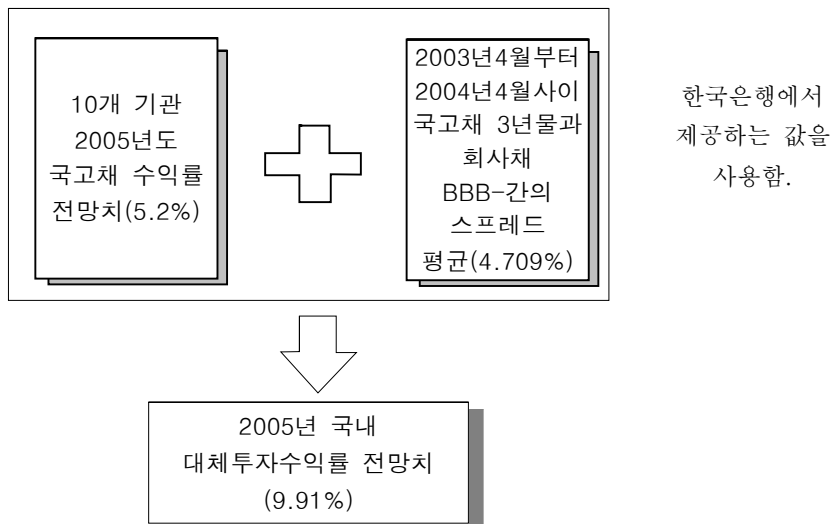 10개 기관
2005년도
국고채 수익률
전망치(5.2%)
2003년4월부터
2004년4월사이
국고채 3년물과
회사채
BBB-간의
스프레드
평균(4.709%)
한국은행에서
제공하는 값을
사용함.
2005년 국내
대체투자수익률 전망치
(9.91%)